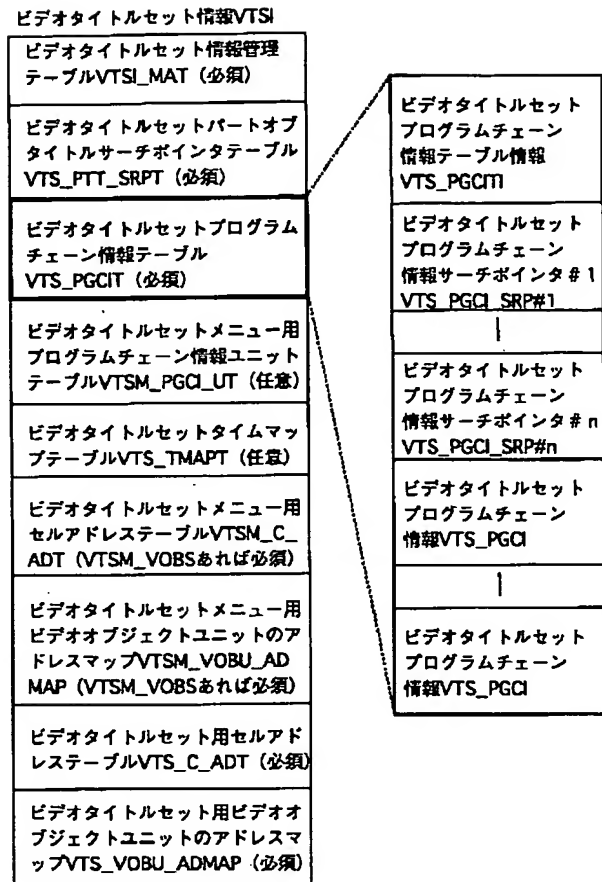 ビデオタイトルセット情報VTSI
ビデオタイトルセット情報管理
テーブルVTSI_MAT（必須）
ビデオタイトルセットパートオブ
タイトルサーチポインタテーブル
VTS_PTT_SRPT（必須）
ビデオタイトルセットプログラム
チェーン情報テーブル
VTS_PGCIT（必須）
ビデオタイトルセットメニュー用
プログラムチェーン情報ユニット
テーブルVTSM_PGCI_UT（任意）
ビデオタイトルセットタイムマッ
プテーブルVTS_TMAPT（任意）
ビデオタイトルセットメニュー用
セルアドレステーブルVTSM_C_
ADT（VTSM_VOBSあれば必須）
ビデオタイトルセットメニュー用
ビデオオブジェクトユニットのア
ドレスマップVTSM_VOBU_AD
MAP（VTSM_VOBSあれば必須）
ビデオタイトルセット用セルアド
レステーブルVTS_C_ADT（必須）
ビデオタイトルセット用ビデオオ
ブジェクトユニットのアドレスマ
ップVTS_VOBU_ADMAP（必須）
ビデオタイトルセット
プログラムチェーン
情報テーブル情報
VTS_PGCITI
ビデオタイトルセット
プログラムチェーン
情報サーチポインタ＃1
VTS_PGCI_SRP#1
ビデオタイトルセット
プログラムチェーン
情報サーチポインタ＃n
VTS_PGCI_SRP#n
ビデオタイトルセット
プログラムチェーン
情報VTS_PGCI
ビデオタイトルセット
プログラムチェーン
情報VTS_PGCI